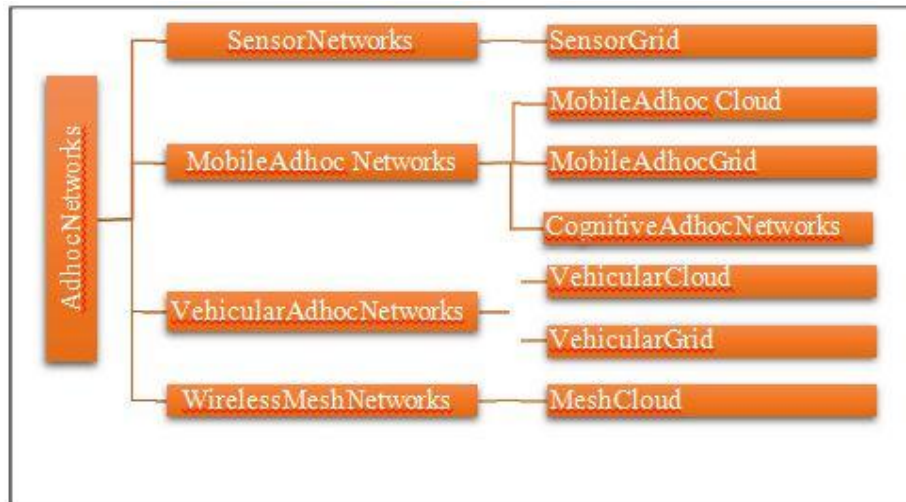 AdhocNetworks
SensorNetworks
SensorGrid
MobileAdhoc Networks
MobileAdhoc Cloud
MobileAdhocGrid
CognitiveAdhocNetworks
VehicularAdhocNetworks
VehicularCloud
VehicularGrid
WirelessMeshNetworks
MeshCloud